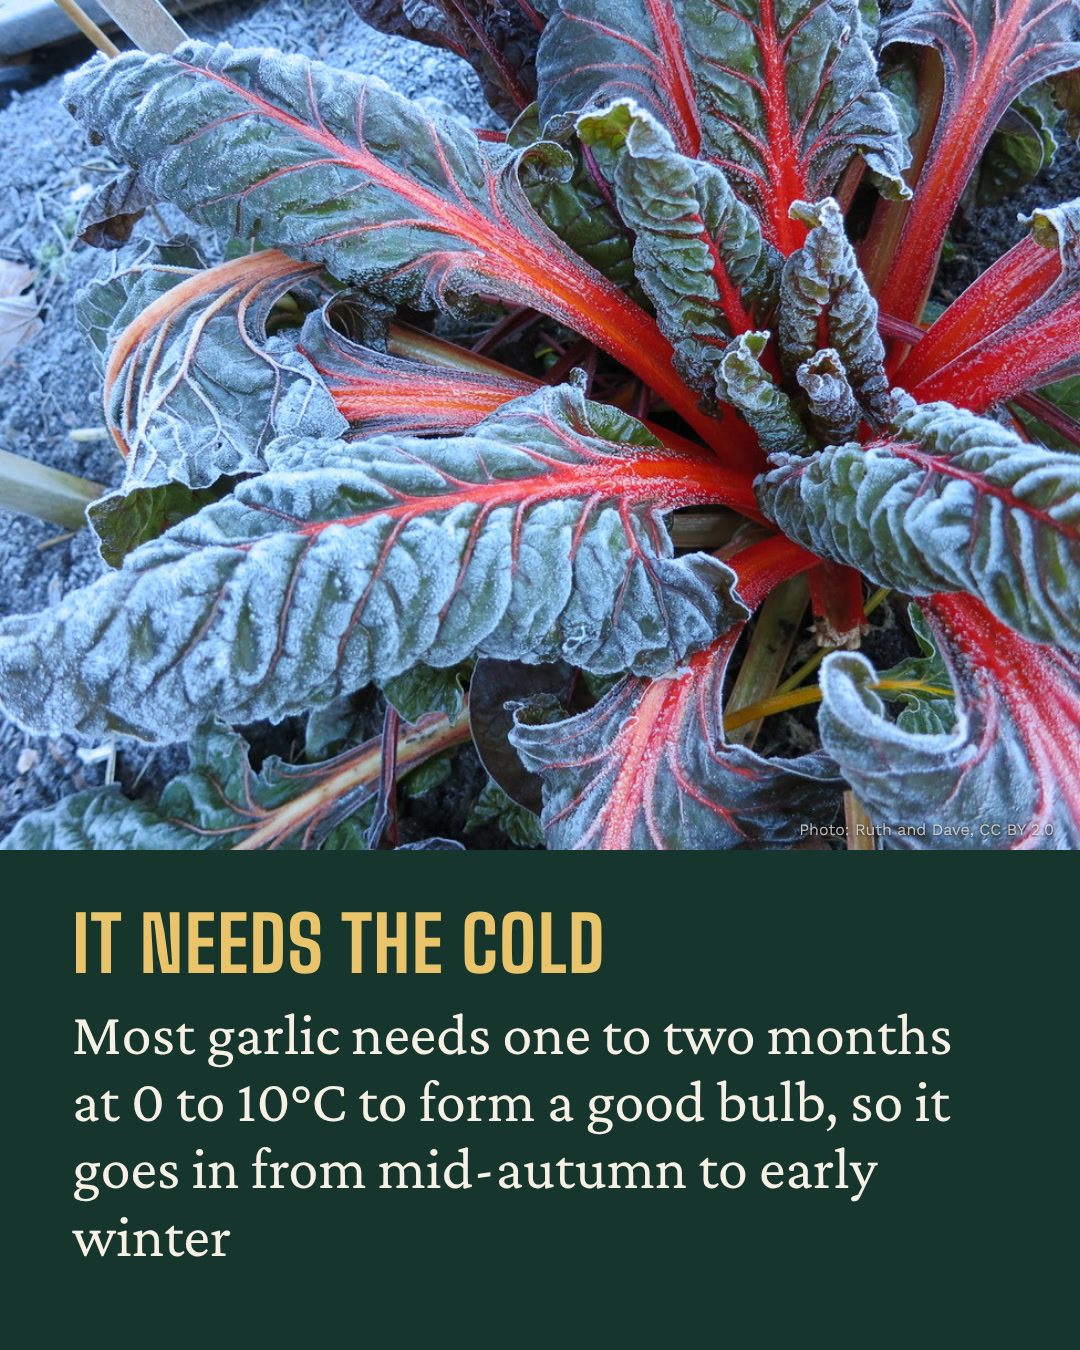 Photo: Ruth and Dave, CC BY 2.0
IT NEEDS THE COLD
Most garlic needs one to two months
at 0 to 10°C to form a good bulb, so it
goes in from mid-autumn to early
winter